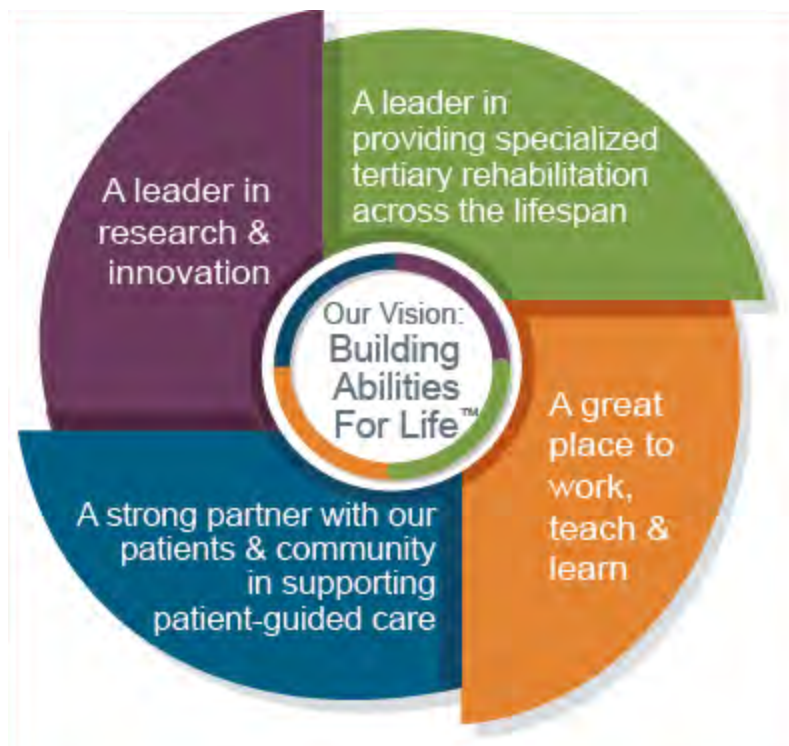 A leader in
research &
innovation
A leader in
providing specialized
tertiary rehabilitation
across the lifespan
Our Vision:
Building
Abilities
For Life™
A great
place to
work,
teach &
learn
A strong partner with our
patients & community
in supporting
patient-guided care